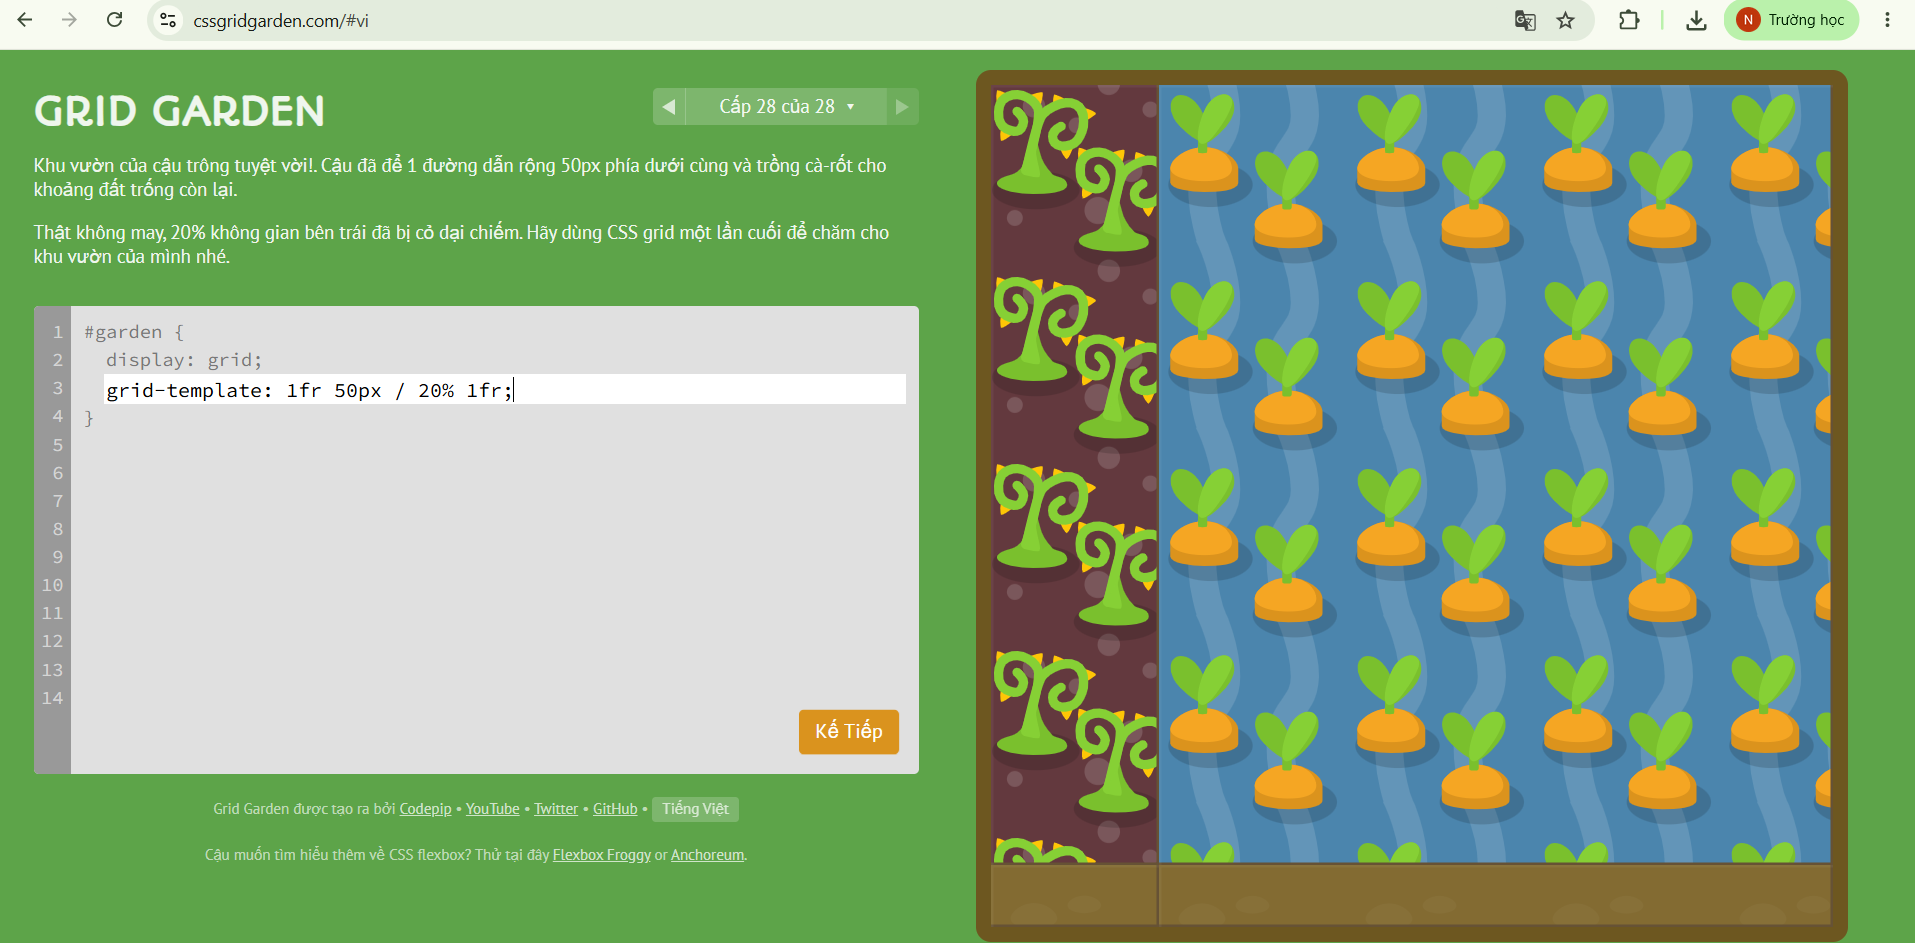 cssgridgarden.com/#vi
N Trường học
GRID GARDEN
Cấp 28 của 28
Khu vườn của cậu trông tuyệt vời!. Cậu đã để 1 đường dẫn rộng 50px phía dưới cùng và trồng cà-rốt cho
khoảng đất trống còn lại.
Thật không may, 20% không gian bên trái đã bị cỏ dại chiếm. Hãy dùng CSS grid một lần cuối để chăm cho
khu vườn của mình nhé.
1 #garden {
2 display: grid;
3 grid-template: 1fr 50px / 20% 1fr;
4 }
5
6
7
8
9
10
11
12
13
14
Kế Tiếp
Grid Garden được tạo ra bởi Codepip • YouTube • Twitter • GitHub • Tiếng Việt
Cậu muốn tìm hiểu thêm về CSS flexbox? Thử tại đây Flexbox Froggy or Anchoreum.